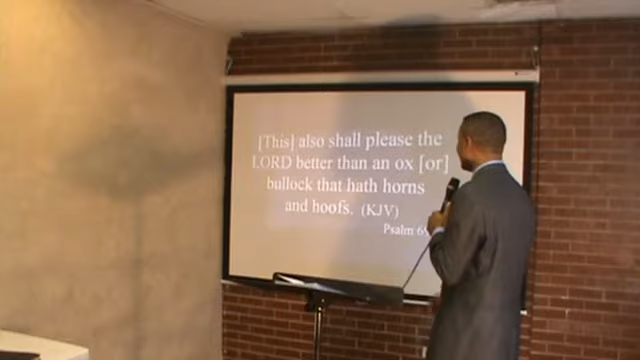 [This] also shall please the
LORD better than an ox [or]
bullock that hath horns
and hoofs. (KJV)
Psalm